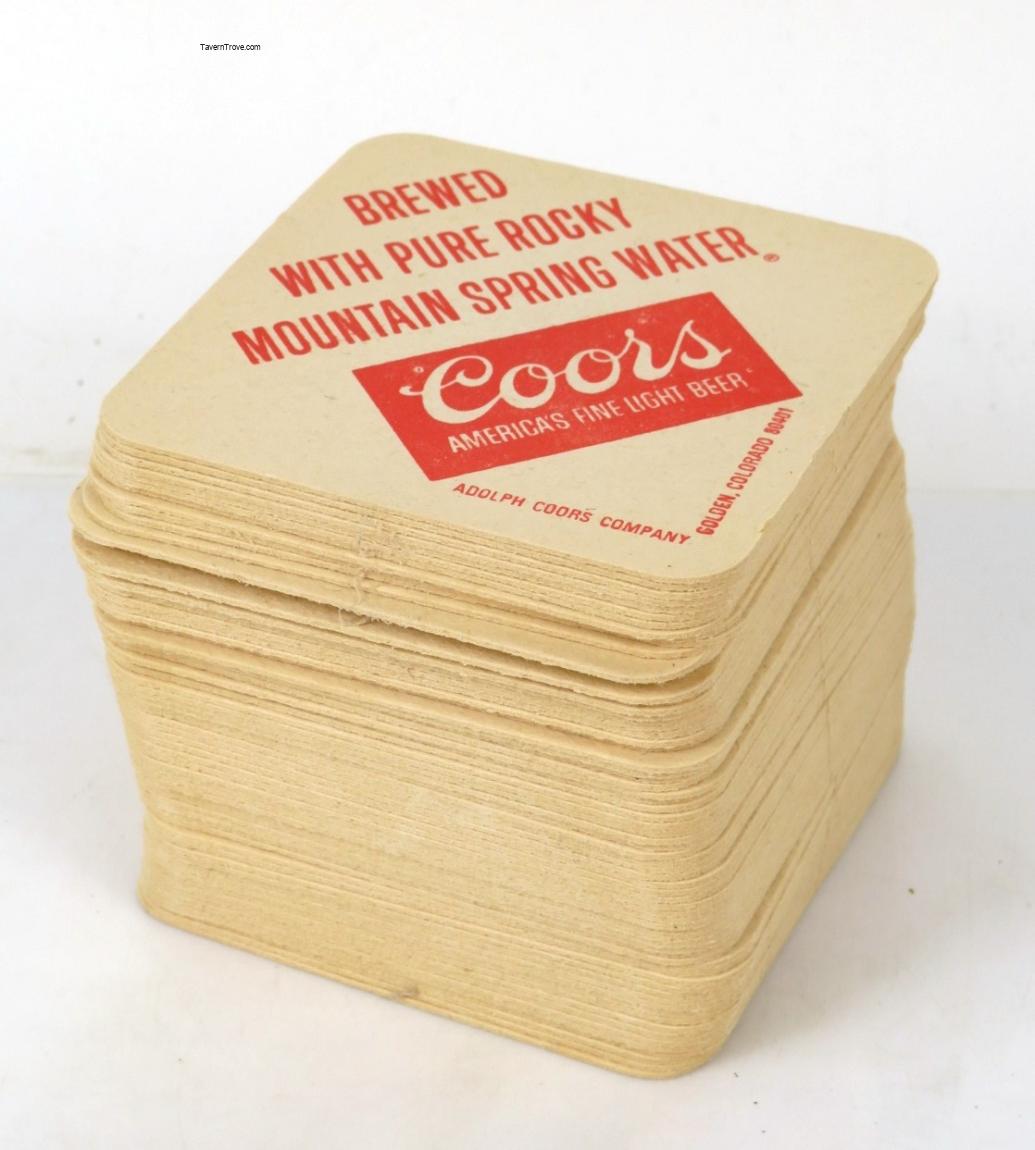 TavernTrove.com
BREWED
WITH PURE ROCKY
MOUNTAIN SPRING WATER®
Coors
AMERICA'S FINE LIGHT BEER
ADOLPH COORS COMPANY
GOLDEN, COLORADO 80401